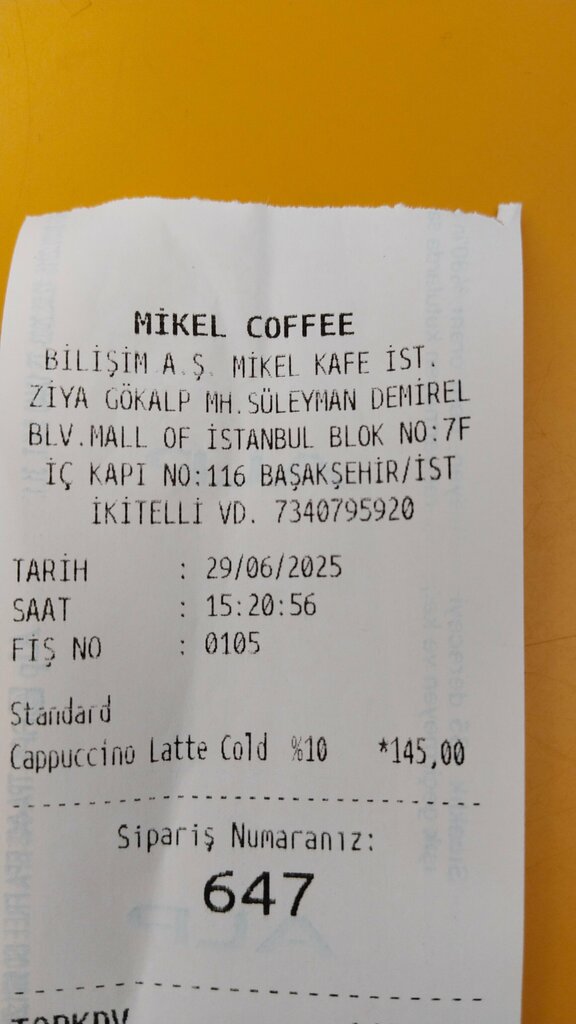 MİKEL COFFEE
BİLİŞİM A.Ş. MİKEL KAFE İST.
ZİYA GÖKALP MH.SÜLEYMAN DEMİREL
BLV.MALL OF İSTANBUL BLOK NO:7F
İÇ KAPI NO:116 BAŞAKŞEHİR/İST
İKİTELLİ VD. 7340795920
TARİH : 29/06/2025
SAAT : 15:20:56
FİŞ NO : 0105
Standard
Cappuccino Latte Cold %10 *145,00
Sipariş Numaranız:
647
TOPKDV